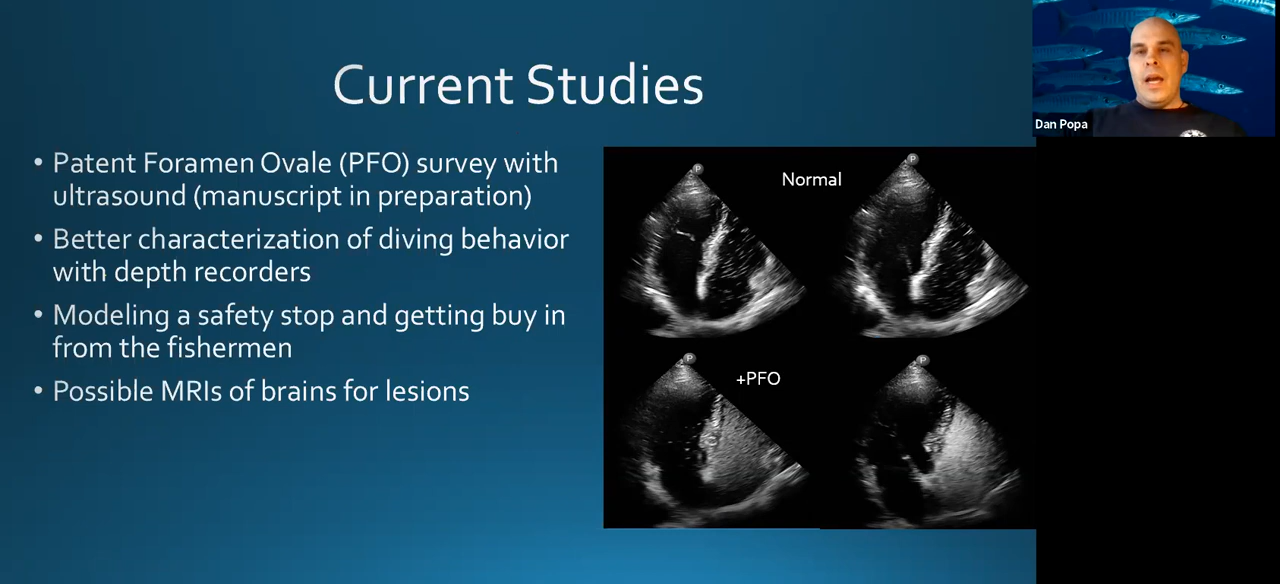 Current Studies
• Patent Foramen Ovale (PFO) survey with
ultrasound (manuscript in preparation)
• Better characterization of diving behavior
with depth recorders
• Modeling a safety stop and getting buy in
from the fishermen
• Possible MRIs of brains for lesions
P
P
Normal
P
P
+PFO
Dan Popa